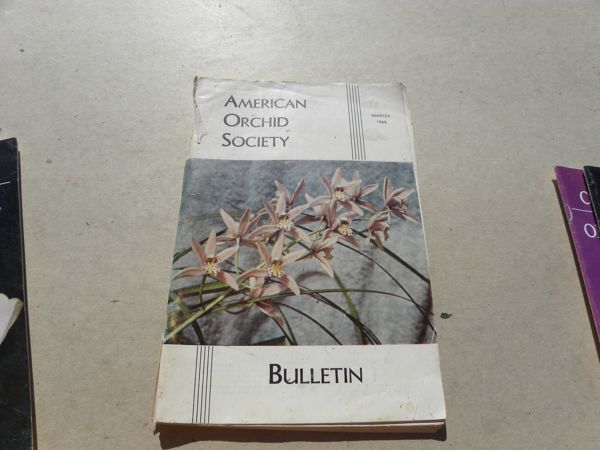 AMERICAN
ORCHID
SOCIETY
MARCH
BULLETIN